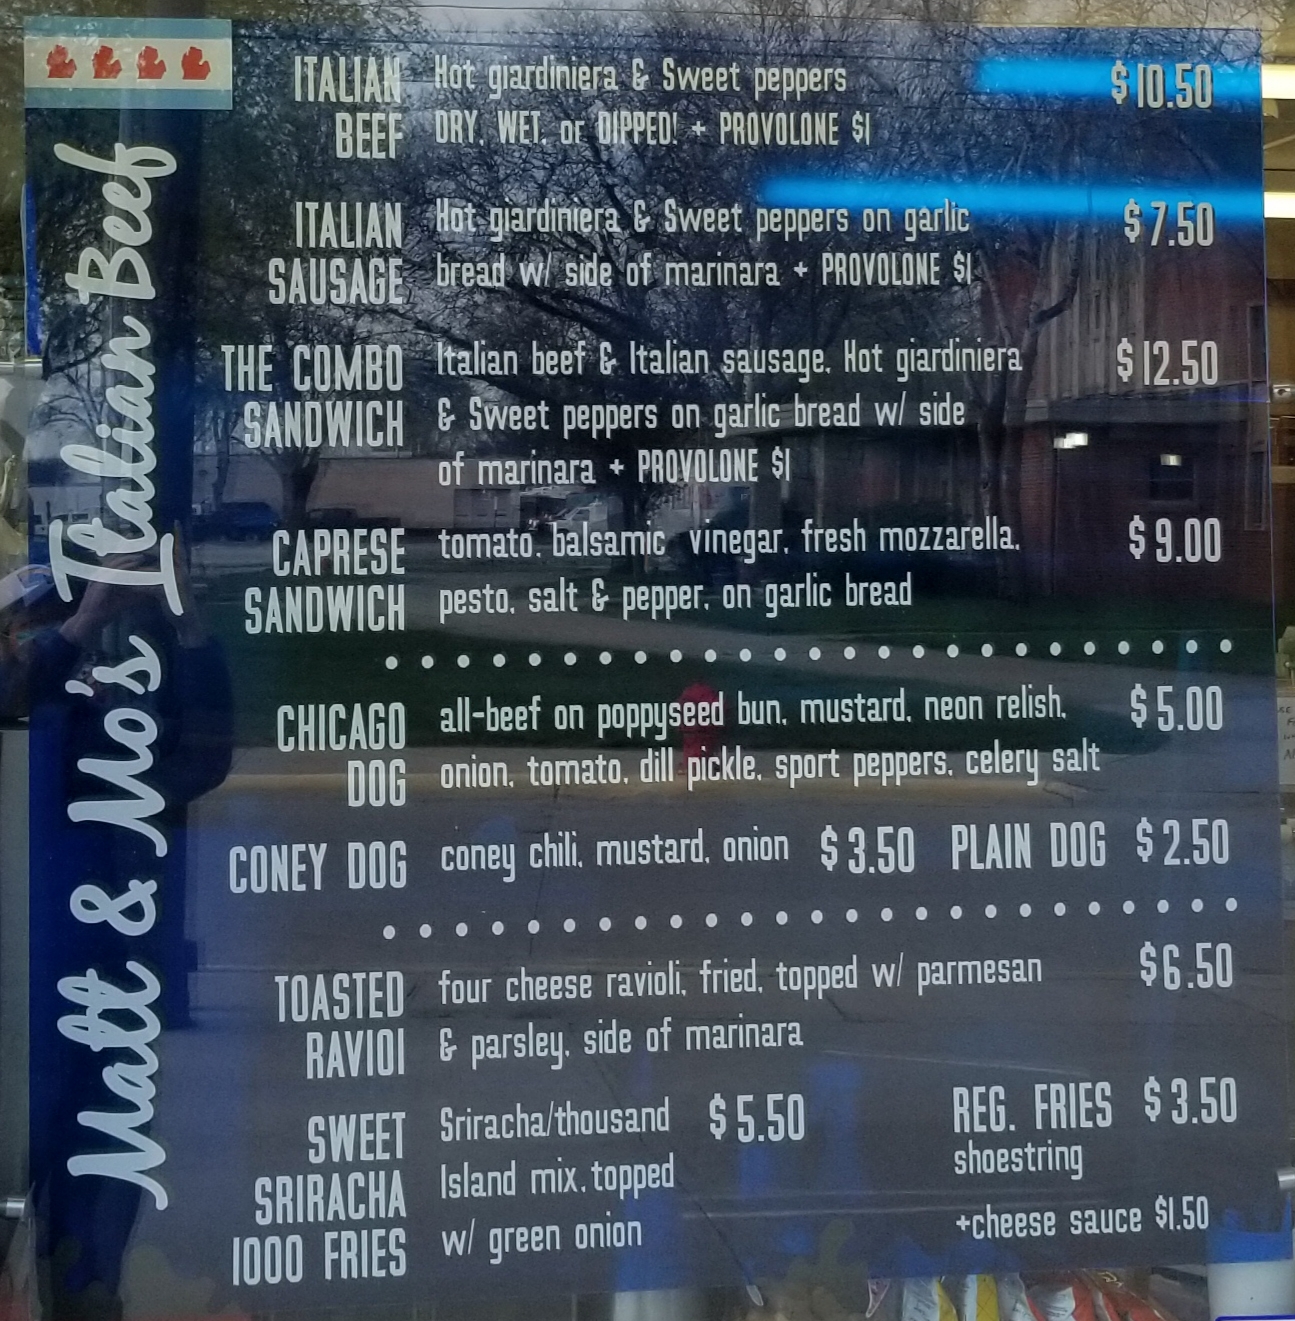 Matt & Mo's Italian Beef
ITALIAN BEEF
Hot giardiniera & Sweet peppers
DRY, WET, or DIPPED! + PROVOLONE $1
$10.50
ITALIAN SAUSAGE
Hot giardiniera & Sweet peppers on garlic
bread w/ side of marinara + PROVOLONE $1
$7.50
THE COMBO SANDWICH
Italian beef & Italian sausage, Hot giardiniera
& Sweet peppers on garlic bread w/ side
of marinara + PROVOLONE $1
$12.50
CAPRESE SANDWICH
tomato, balsamic vinegar, fresh mozzarella,
pesto, salt & pepper, on garlic bread
$9.00
CHICAGO DOG
all-beef on poppyseed bun, mustard, neon relish,
onion, tomato, dill pickle, sport peppers, celery salt
$5.00
CONEY DOG coney chili, mustard, onion $3.50 PLAIN DOG $2.50
TOASTED RAVIOI
four cheese ravioli, fried, topped w/ parmesan
& parsley, side of marinara
$6.50
SWEET SRIRACHA 1000 FRIES
Sriracha/thousand
Island mix, topped
w/ green onion
$5.50
REG. FRIES $3.50
shoestring
+cheese sauce $1.50